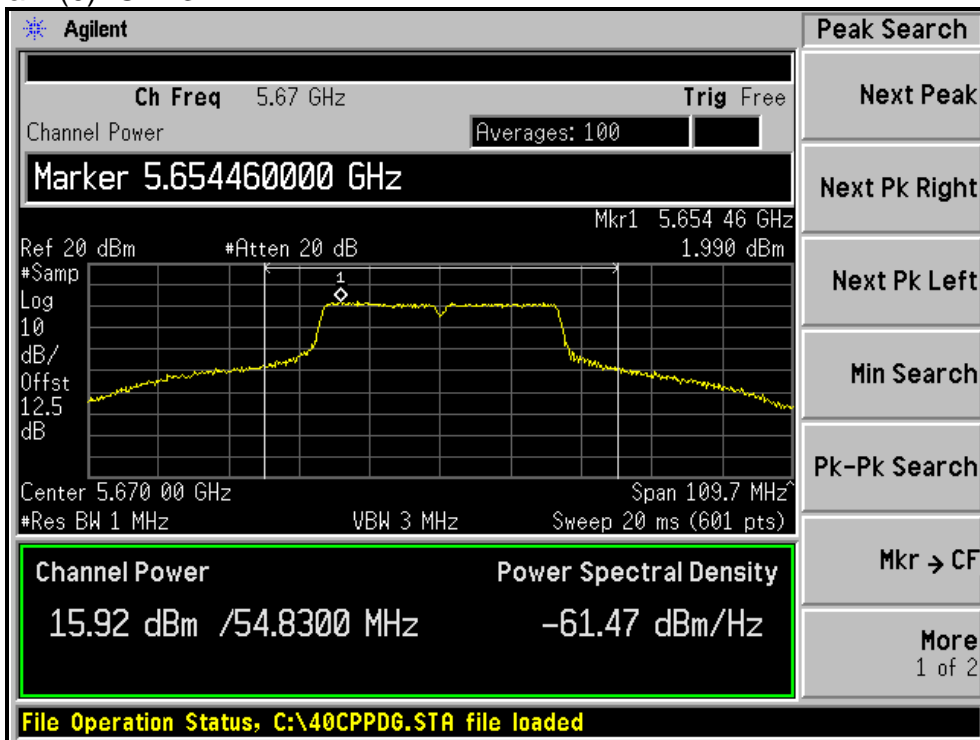 Agilent
Peak Search
Ch Freq 5.67 GHz Trig Free
Channel Power Averages: 100
Marker 5.654460000 GHz
Mkr1 5.654 46 GHz
Ref 20 dBm #Atten 20 dB 1.990 dBm
#Samp
Log
10
dB/
Offst
12.5
dB
1
Center 5.670 00 GHz Span 109.7 MHz^
#Res BW 1 MHz VBW 3 MHz Sweep 20 ms (601 pts)
Channel Power Power Spectral Density
15.92 dBm /54.8300 MHz -61.47 dBm/Hz
File Operation Status, C:\40CPPDG.STA file loaded
Next Peak
Next Pk Right
Next Pk Left
Min Search
Pk-Pk Search
Mkr → CF
More
1 of 2